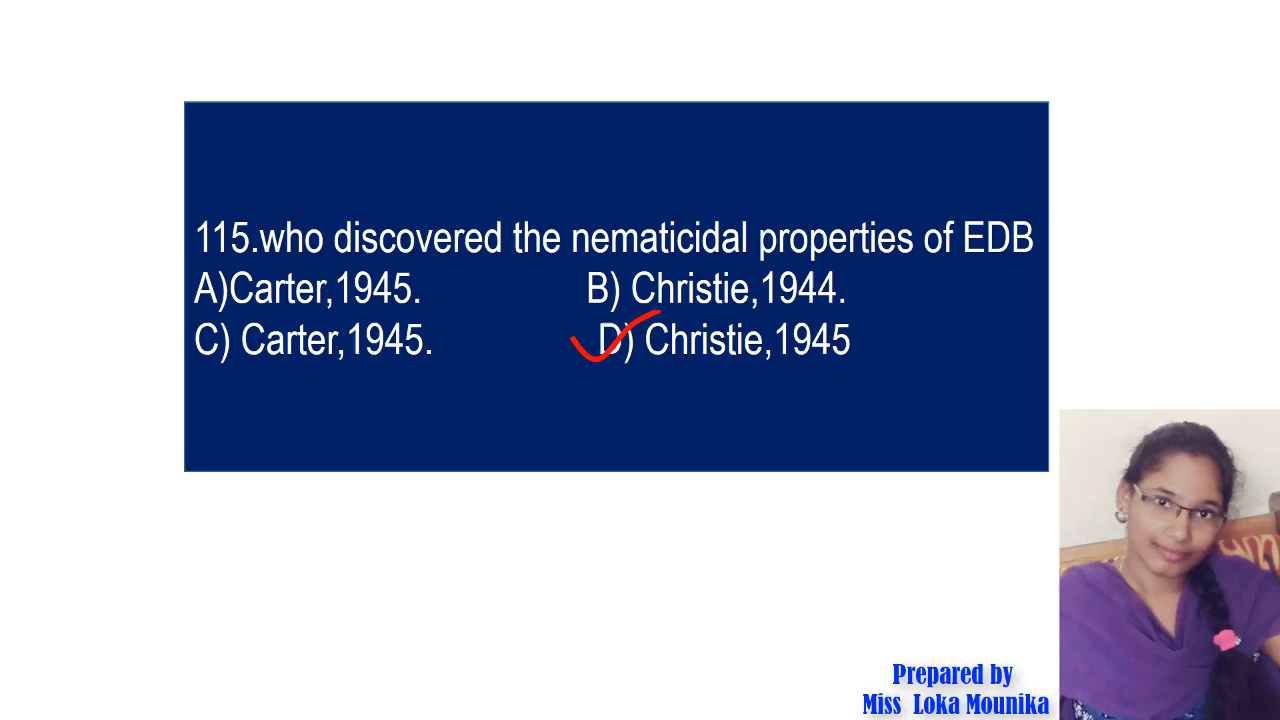 115.who discovered the nematicidal properties of EDB
A)Carter,1945. B) Christie,1944.
C) Carter,1945. D) Christie,1945
Prepared by
Miss Loka Mounika